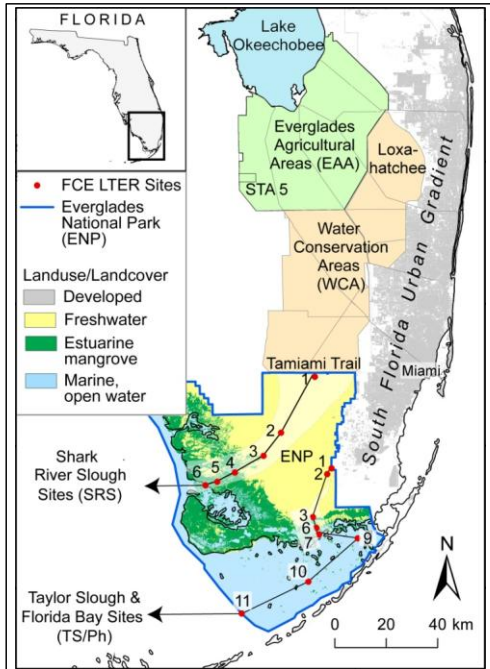 FLORIDA
Lake
Okeechobee
Everglades
Agricultural
Areas (EAA)
STA 5
Loxa-
hatchee
Water
Conservation
Areas
(WCA)
South Florida Urban Gradient
Miami
Tamiami Trail
FCE LTER Sites
Everglades
National Park
(ENP)
Landuse/Landcover
Developed
Freshwater
Estuarine
mangrove
Marine,
open water
1
2
3
4
5
6
ENP
1
2
3
6
7
9
10
11
Shark
River Slough
Sites (SRS)
Taylor Slough &
Florida Bay Sites
(TS/Ph)
N
0 20 40 km